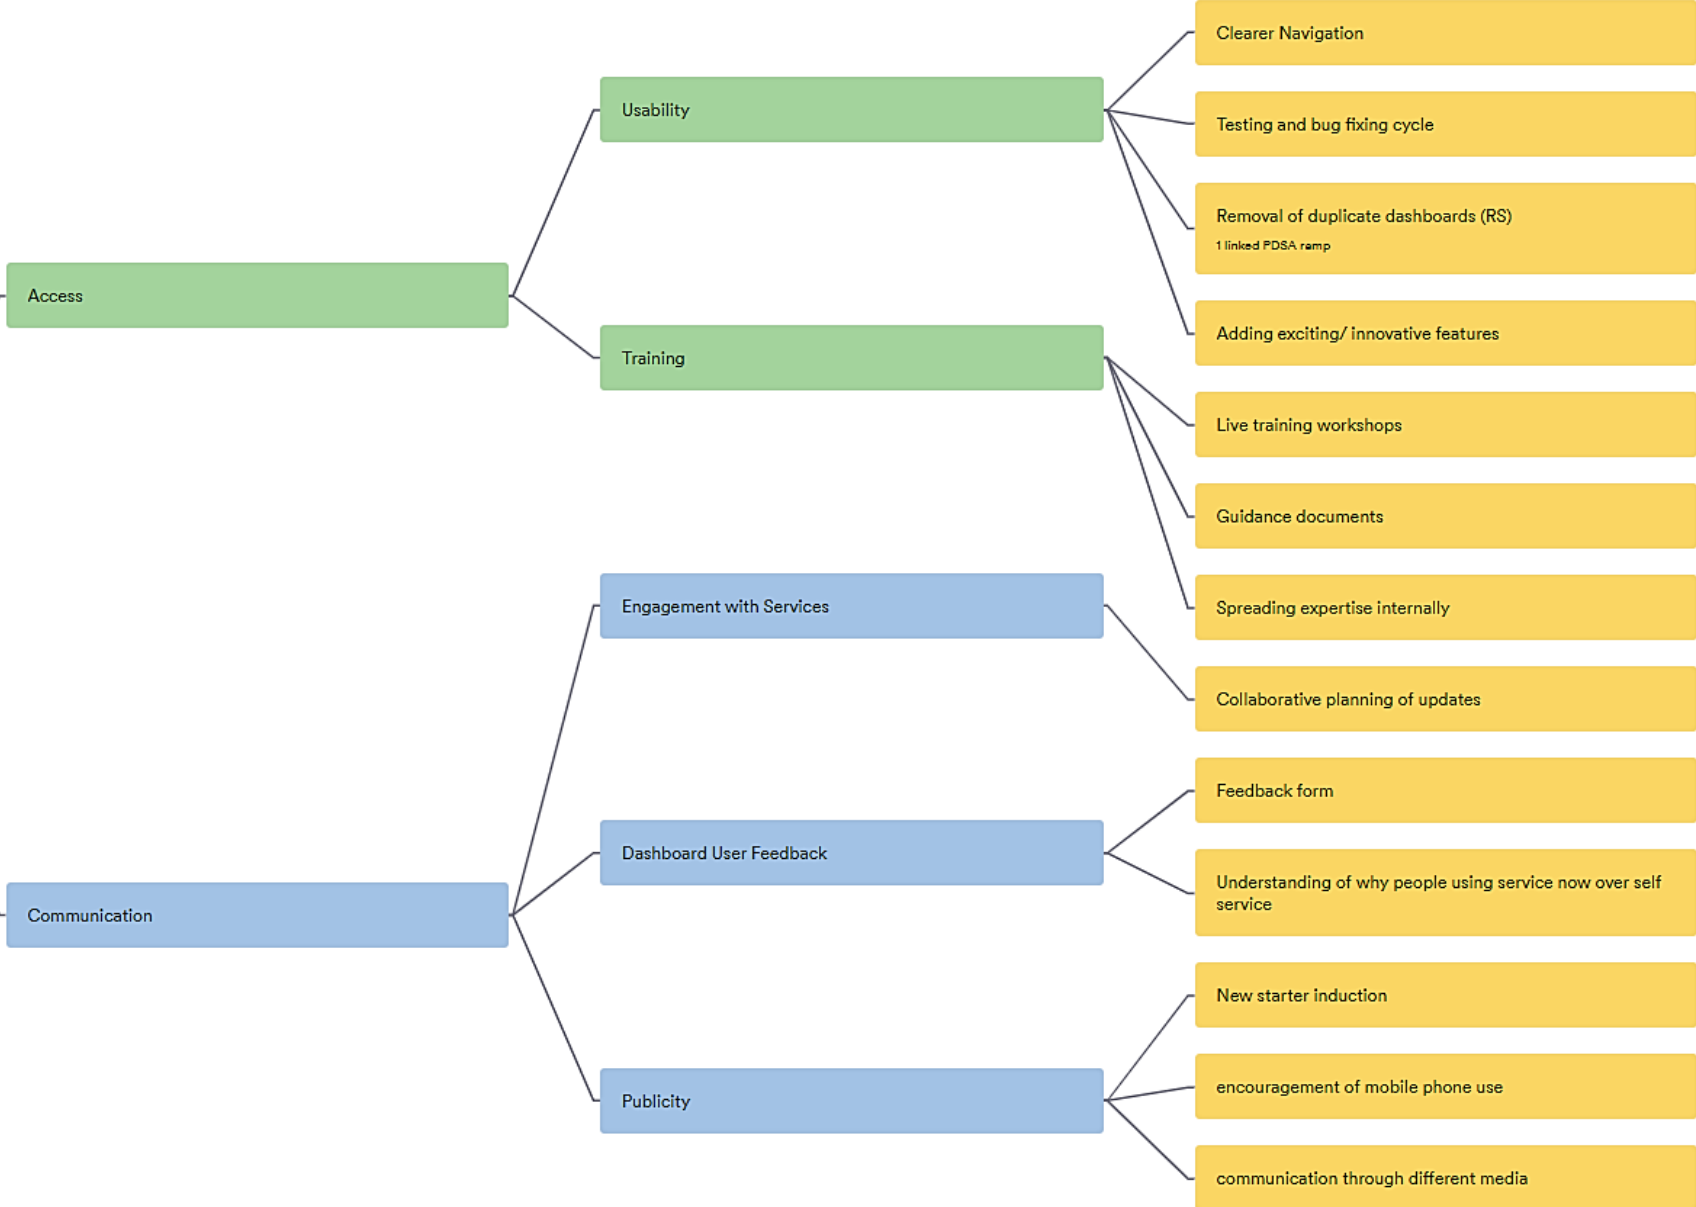 Clearer Navigation
Usability
Testing and bug fixing cycle
Removal of duplicate dashboards (RS)
1 linked PDSA ramp
Access
Adding exciting/ innovative features
Training
Live training workshops
Guidance documents
Engagement with Services
Spreading expertise internally
Collaborative planning of updates
Feedback form
Dashboard User Feedback
Understanding of why people using service now over self
service
Communication
New starter induction
encouragement of mobile phone use
Publicity
communication through different media